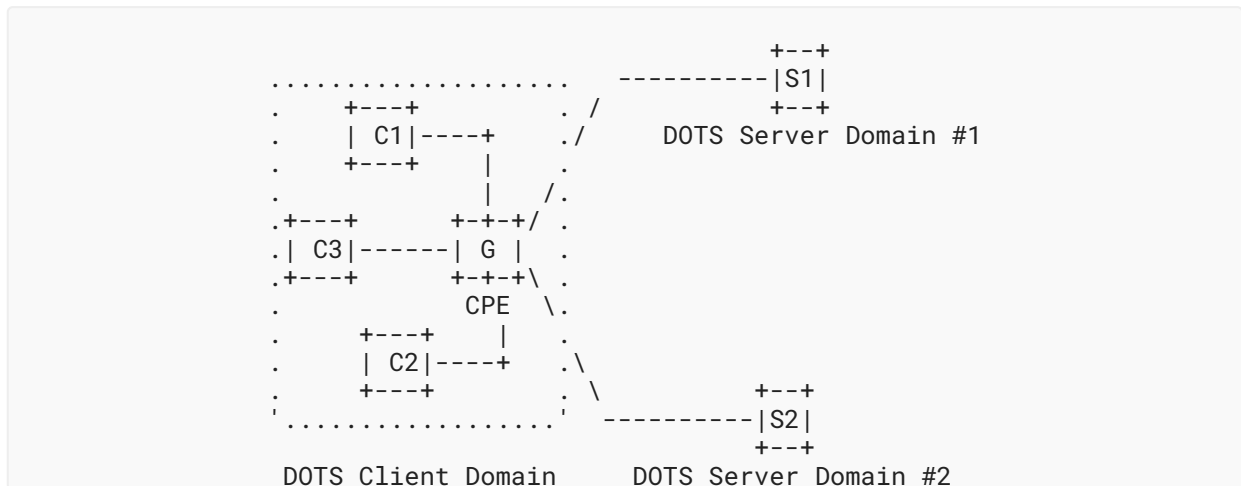 +--+
               ....................   ----------|S1|
               .    +---+         . /           +--+
               .    | C1|----+    ./     DOTS Server Domain #1
               .    +---+    |    .
               .             |   /.
               .+---+      +-+-+/ .
               .| C3|------| G |  .
               .+---+      +-+-+\ .
               .            CPE  \.
               .     +---+    |   .
               .     | C2|----+   .\
               .     +---+        . \          +--+
               '..................'  ----------|S2|
                                               +--+
                DOTS Client Domain     DOTS Server Domain #2